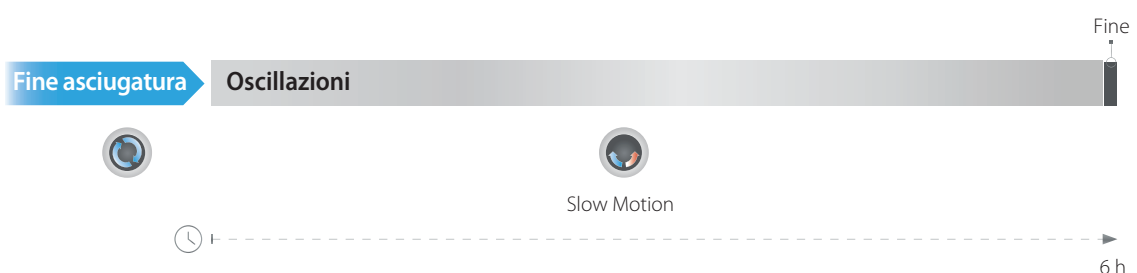 Fine
Fine asciugatura
Oscillazioni
Slow Motion
6 h